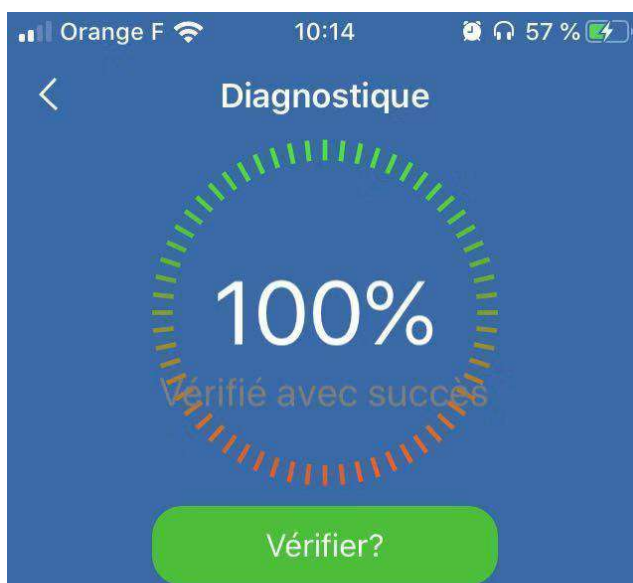 Orange F 10:14 57 %
Diagnostique
100%
Vérifié avec succès
Vérifier?